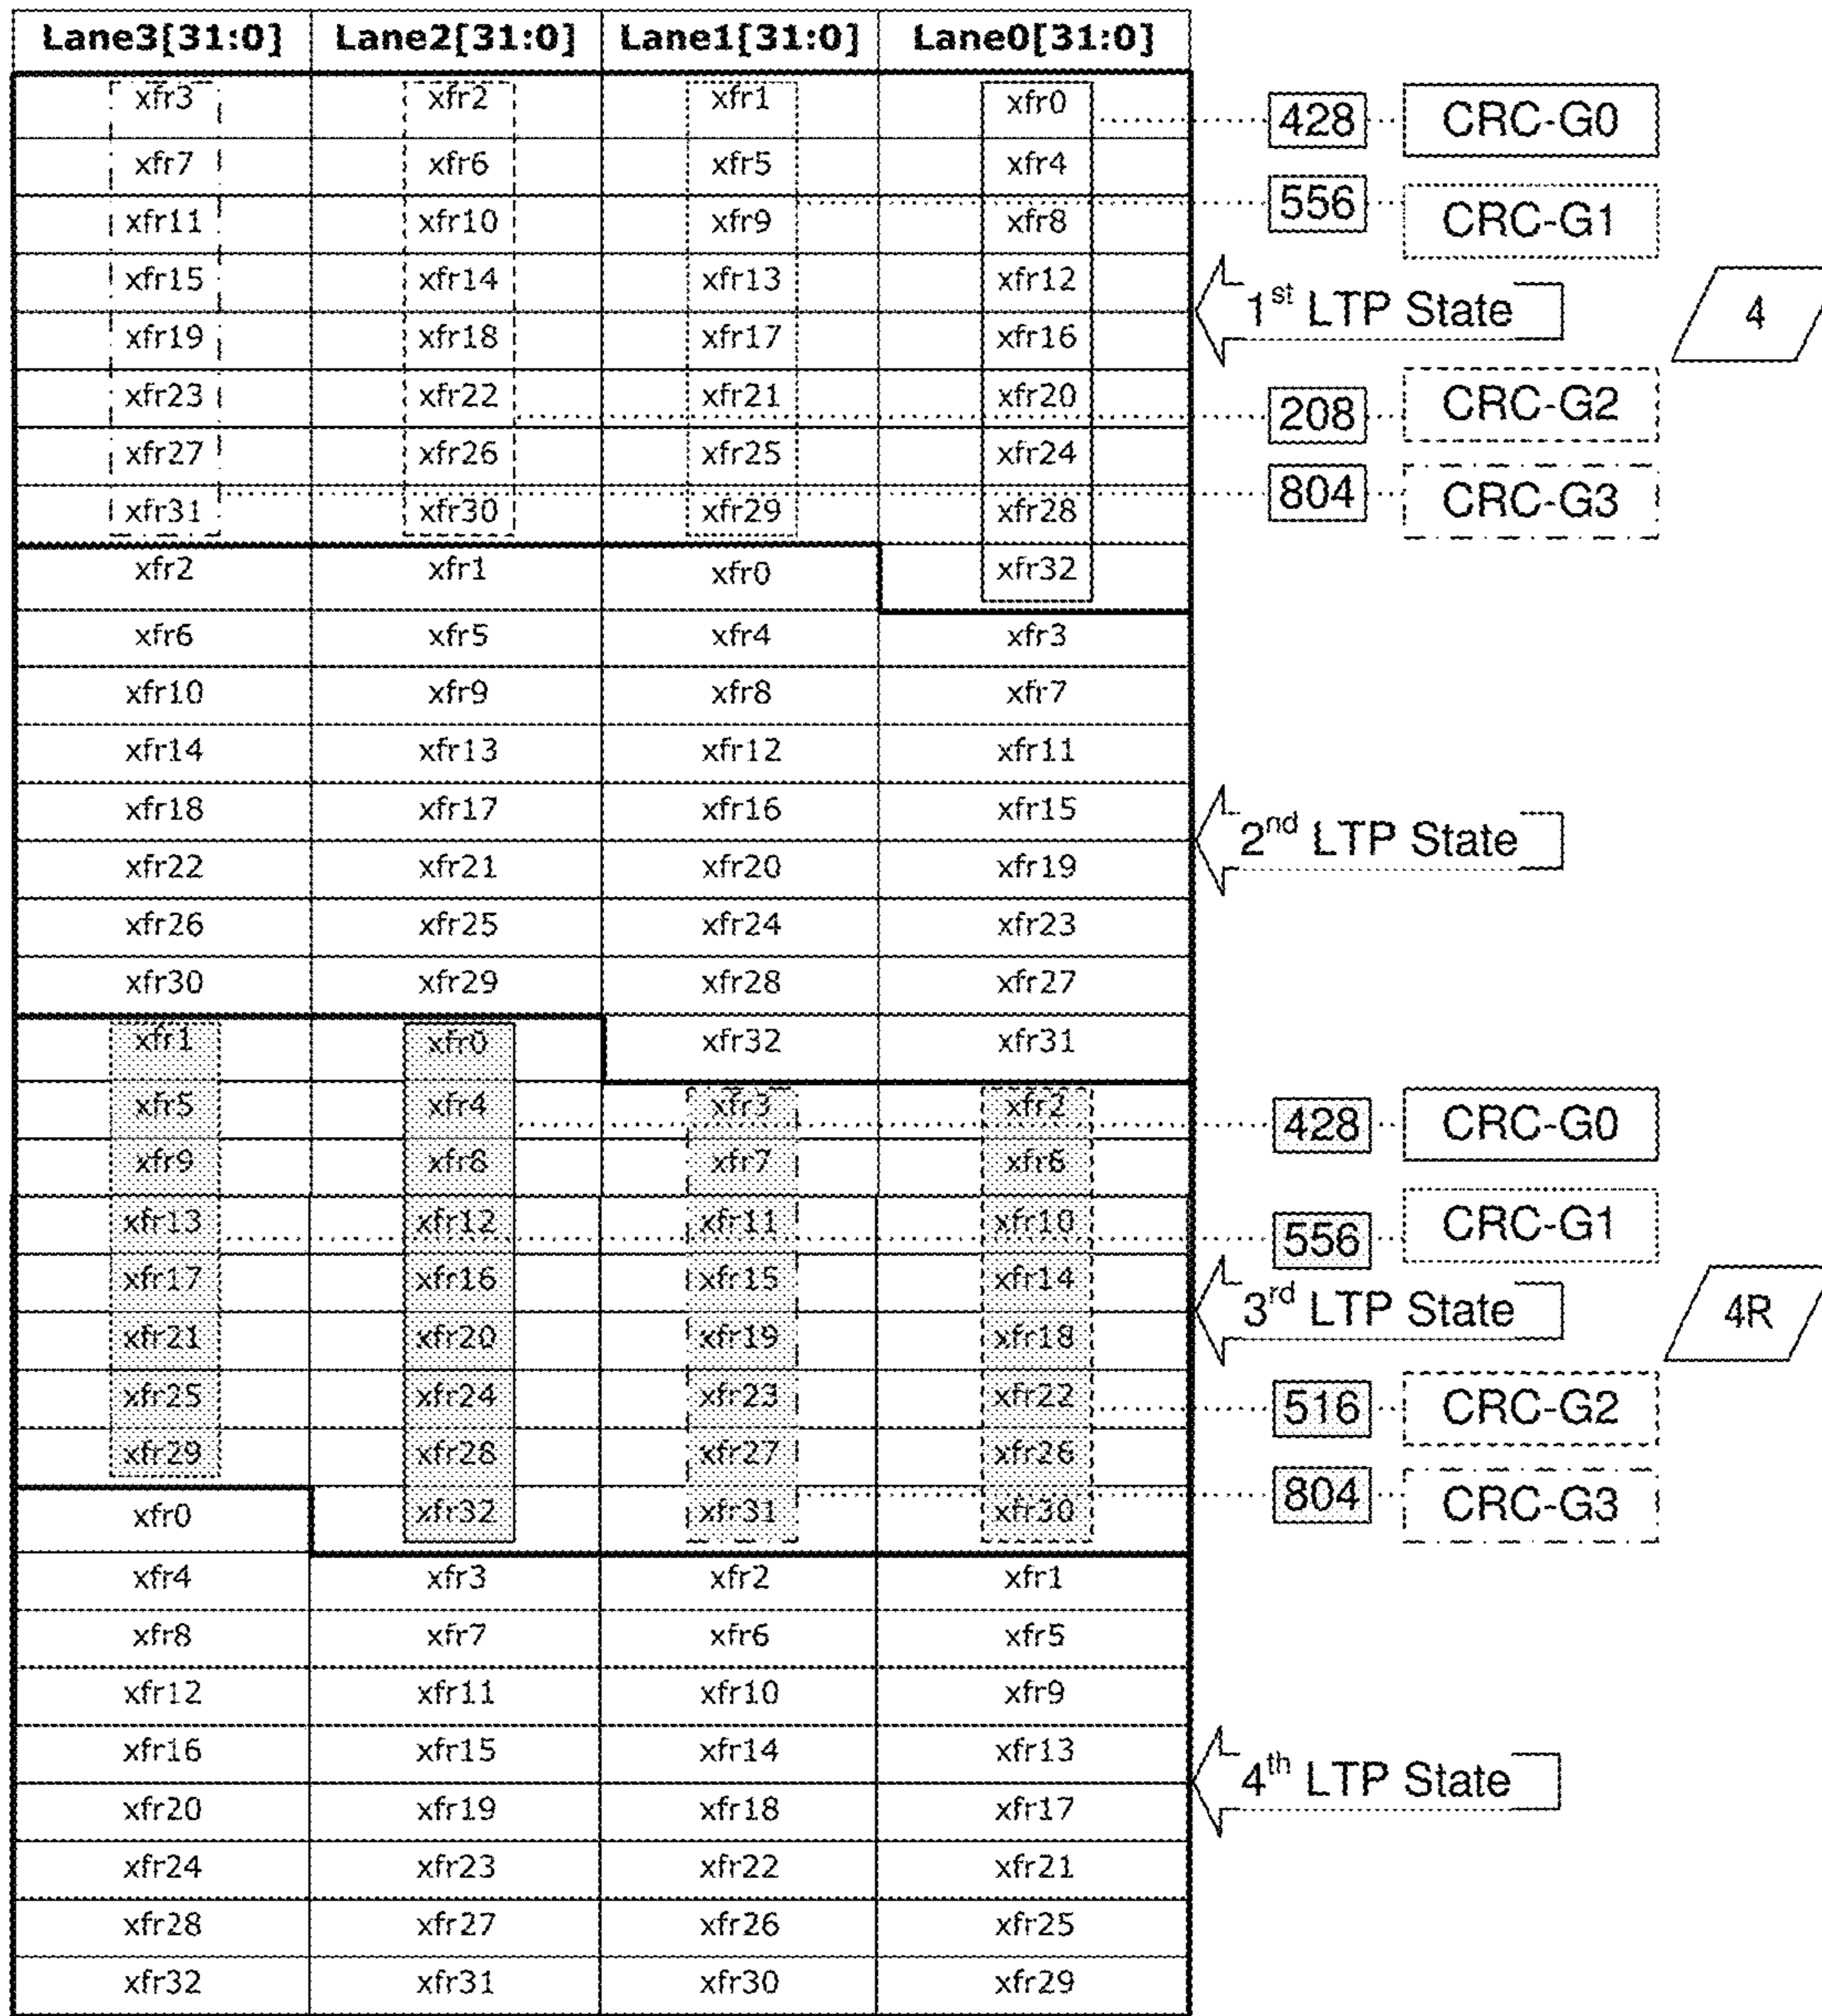 Lane3[31:0] Lane2[31:0] Lane1[31:0] Lane0[31:0]
xfr3 xfr2 xfr1 xfr0 428 CRC-G0
xfr7 xfr6 xfr5 xfr4
xfr11 xfr10 xfr9 xfr8 556 CRC-G1
xfr15 xfr14 xfr13 xfr12 1st LTP State 4
xfr19 xfr18 xfr17 xfr16
xfr23 xfr22 xfr21 xfr20 208 CRC-G2
xfr27 xfr26 xfr25 xfr24
xfr31 xfr30 xfr29 xfr28 804 CRC-G3
xfr2 xfr1 xfr0 xfr32
xfr6 xfr5 xfr4 xfr3
xfr10 xfr9 xfr8 xfr7
xfr14 xfr13 xfr12 xfr11
xfr18 xfr17 xfr16 xfr15 2nd LTP State
xfr22 xfr21 xfr20 xfr19
xfr26 xfr25 xfr24 xfr23
xfr30 xfr29 xfr28 xfr27
xfr1 xfr0 xfr32 xfr31
xfr5 xfr4 xfr3 xfr2 428 CRC-G0
xfr9 xfr8 xfr7 xfr6
xfr13 xfr12 xfr11 xfr10 556 CRC-G1
xfr17 xfr16 xfr15 xfr14 3rd LTP State 4R
xfr21 xfr20 xfr19 xfr18
xfr25 xfr24 xfr23 xfr22 516 CRC-G2
xfr29 xfr28 xfr27 xfr26
xfr0 xfr32 xfr31 xfr30 804 CRC-G3
xfr4 xfr3 xfr2 xfr1
xfr8 xfr7 xfr6 xfr5
xfr12 xfr11 xfr10 xfr9
xfr16 xfr15 xfr14 xfr13 4th LTP State
xfr20 xfr19 xfr18 xfr17
xfr24 xfr23 xfr22 xfr21
xfr28 xfr27 xfr26 xfr25
xfr32 xfr31 xfr30 xfr29